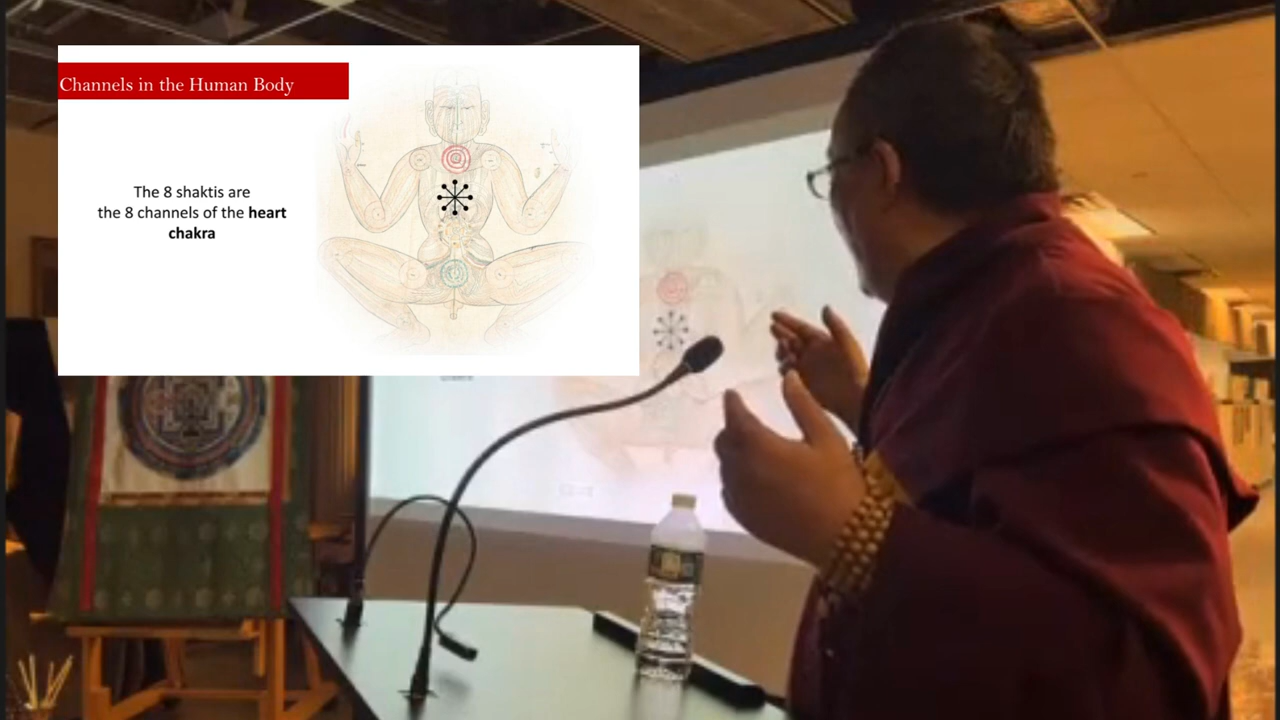 Channels in the Human Body
The 8 shaktis are
the 8 channels of the heart
chakra